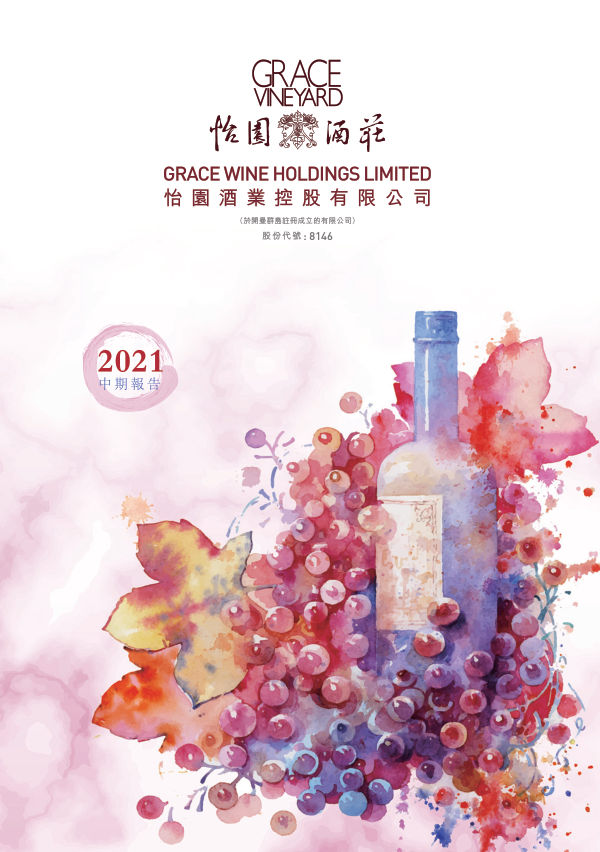 GRACE
VINEYARD
怡園 酒莊
GRACE WINE HOLDINGS LIMITED
怡園酒業控股有限公司
（於開曼群島註冊成立的有限公司）
股份代號 : 8146
2021
中期報告